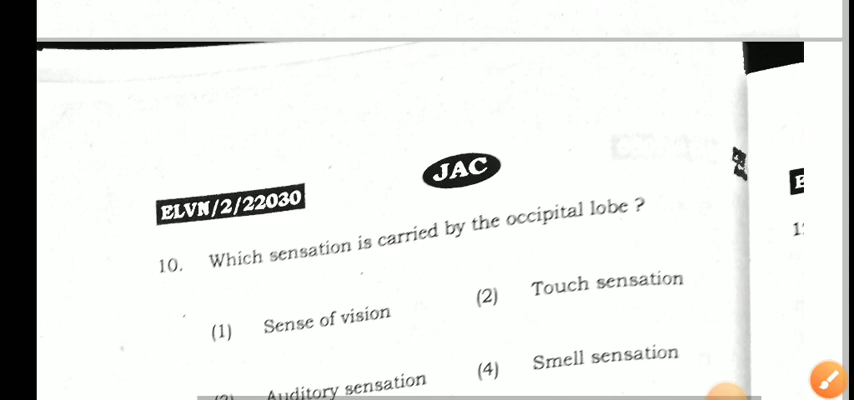 JAC
ELVN/2/22030
10. Which sensation is carried by the occipital lobe ?
(1) Sense of vision (2) Touch sensation
Auditory sensation (4) Smell sensation